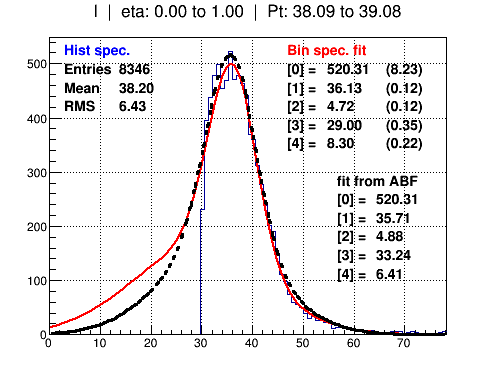 I | eta: 0.00 to 1.00 | Pt: 38.09 to 39.08
Hist spec.
Entries 8346
Mean 38.20
RMS 6.43
Bin spec. fit
[0] = 520.31 (8.23)
[1] = 36.13 (0.12)
[2] = 4.72 (0.12)
[3] = 29.00 (0.35)
[4] = 8.30 (0.22)
fit from ABF
[0] = 520.31
[1] = 35.71
[2] = 4.88
[3] = 33.24
[4] = 6.41
500
400
300
200
100
0
0 10 20 30 40 50 60 70